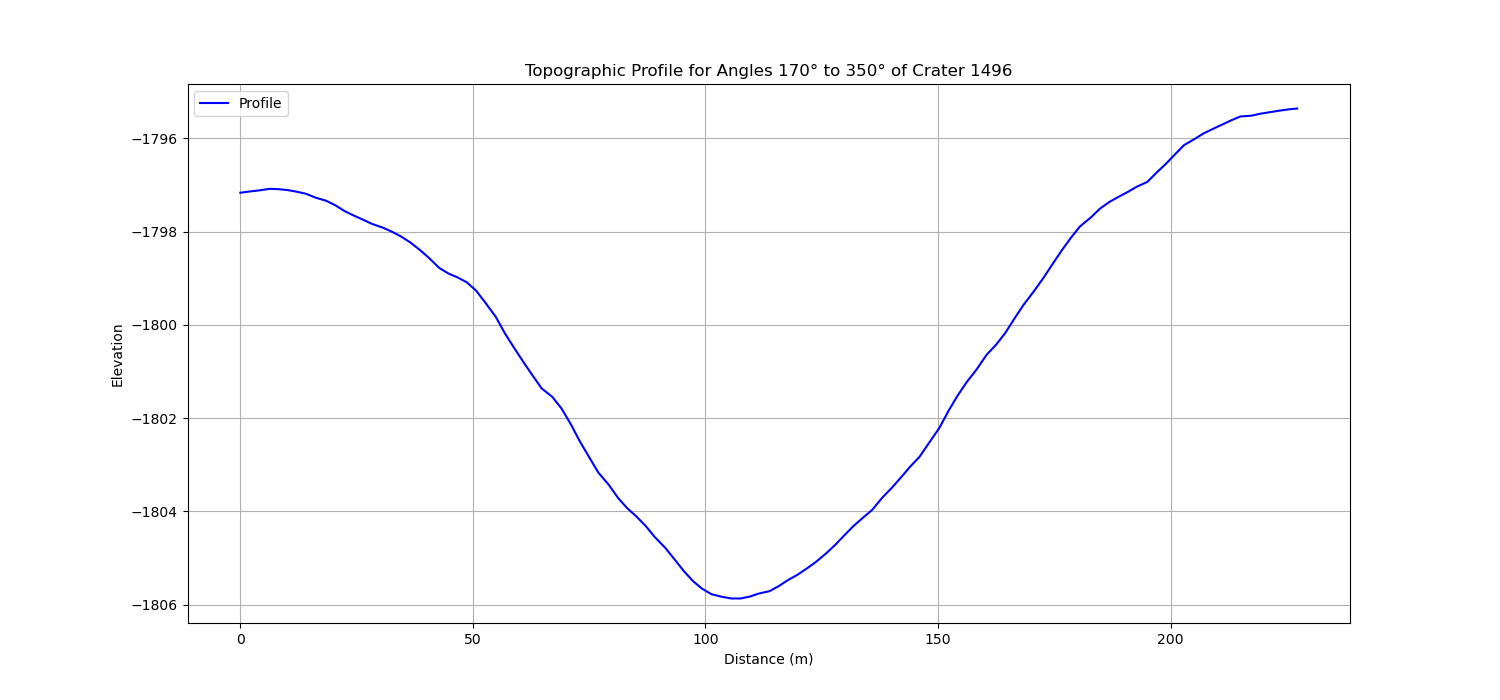 Topographic Profile for Angles 170° to 350° of Crater 1496
Profile
−1796
−1798
−1800
−1802
−1804
−1806
Elevation
0 50 100 150 200
Distance (m)